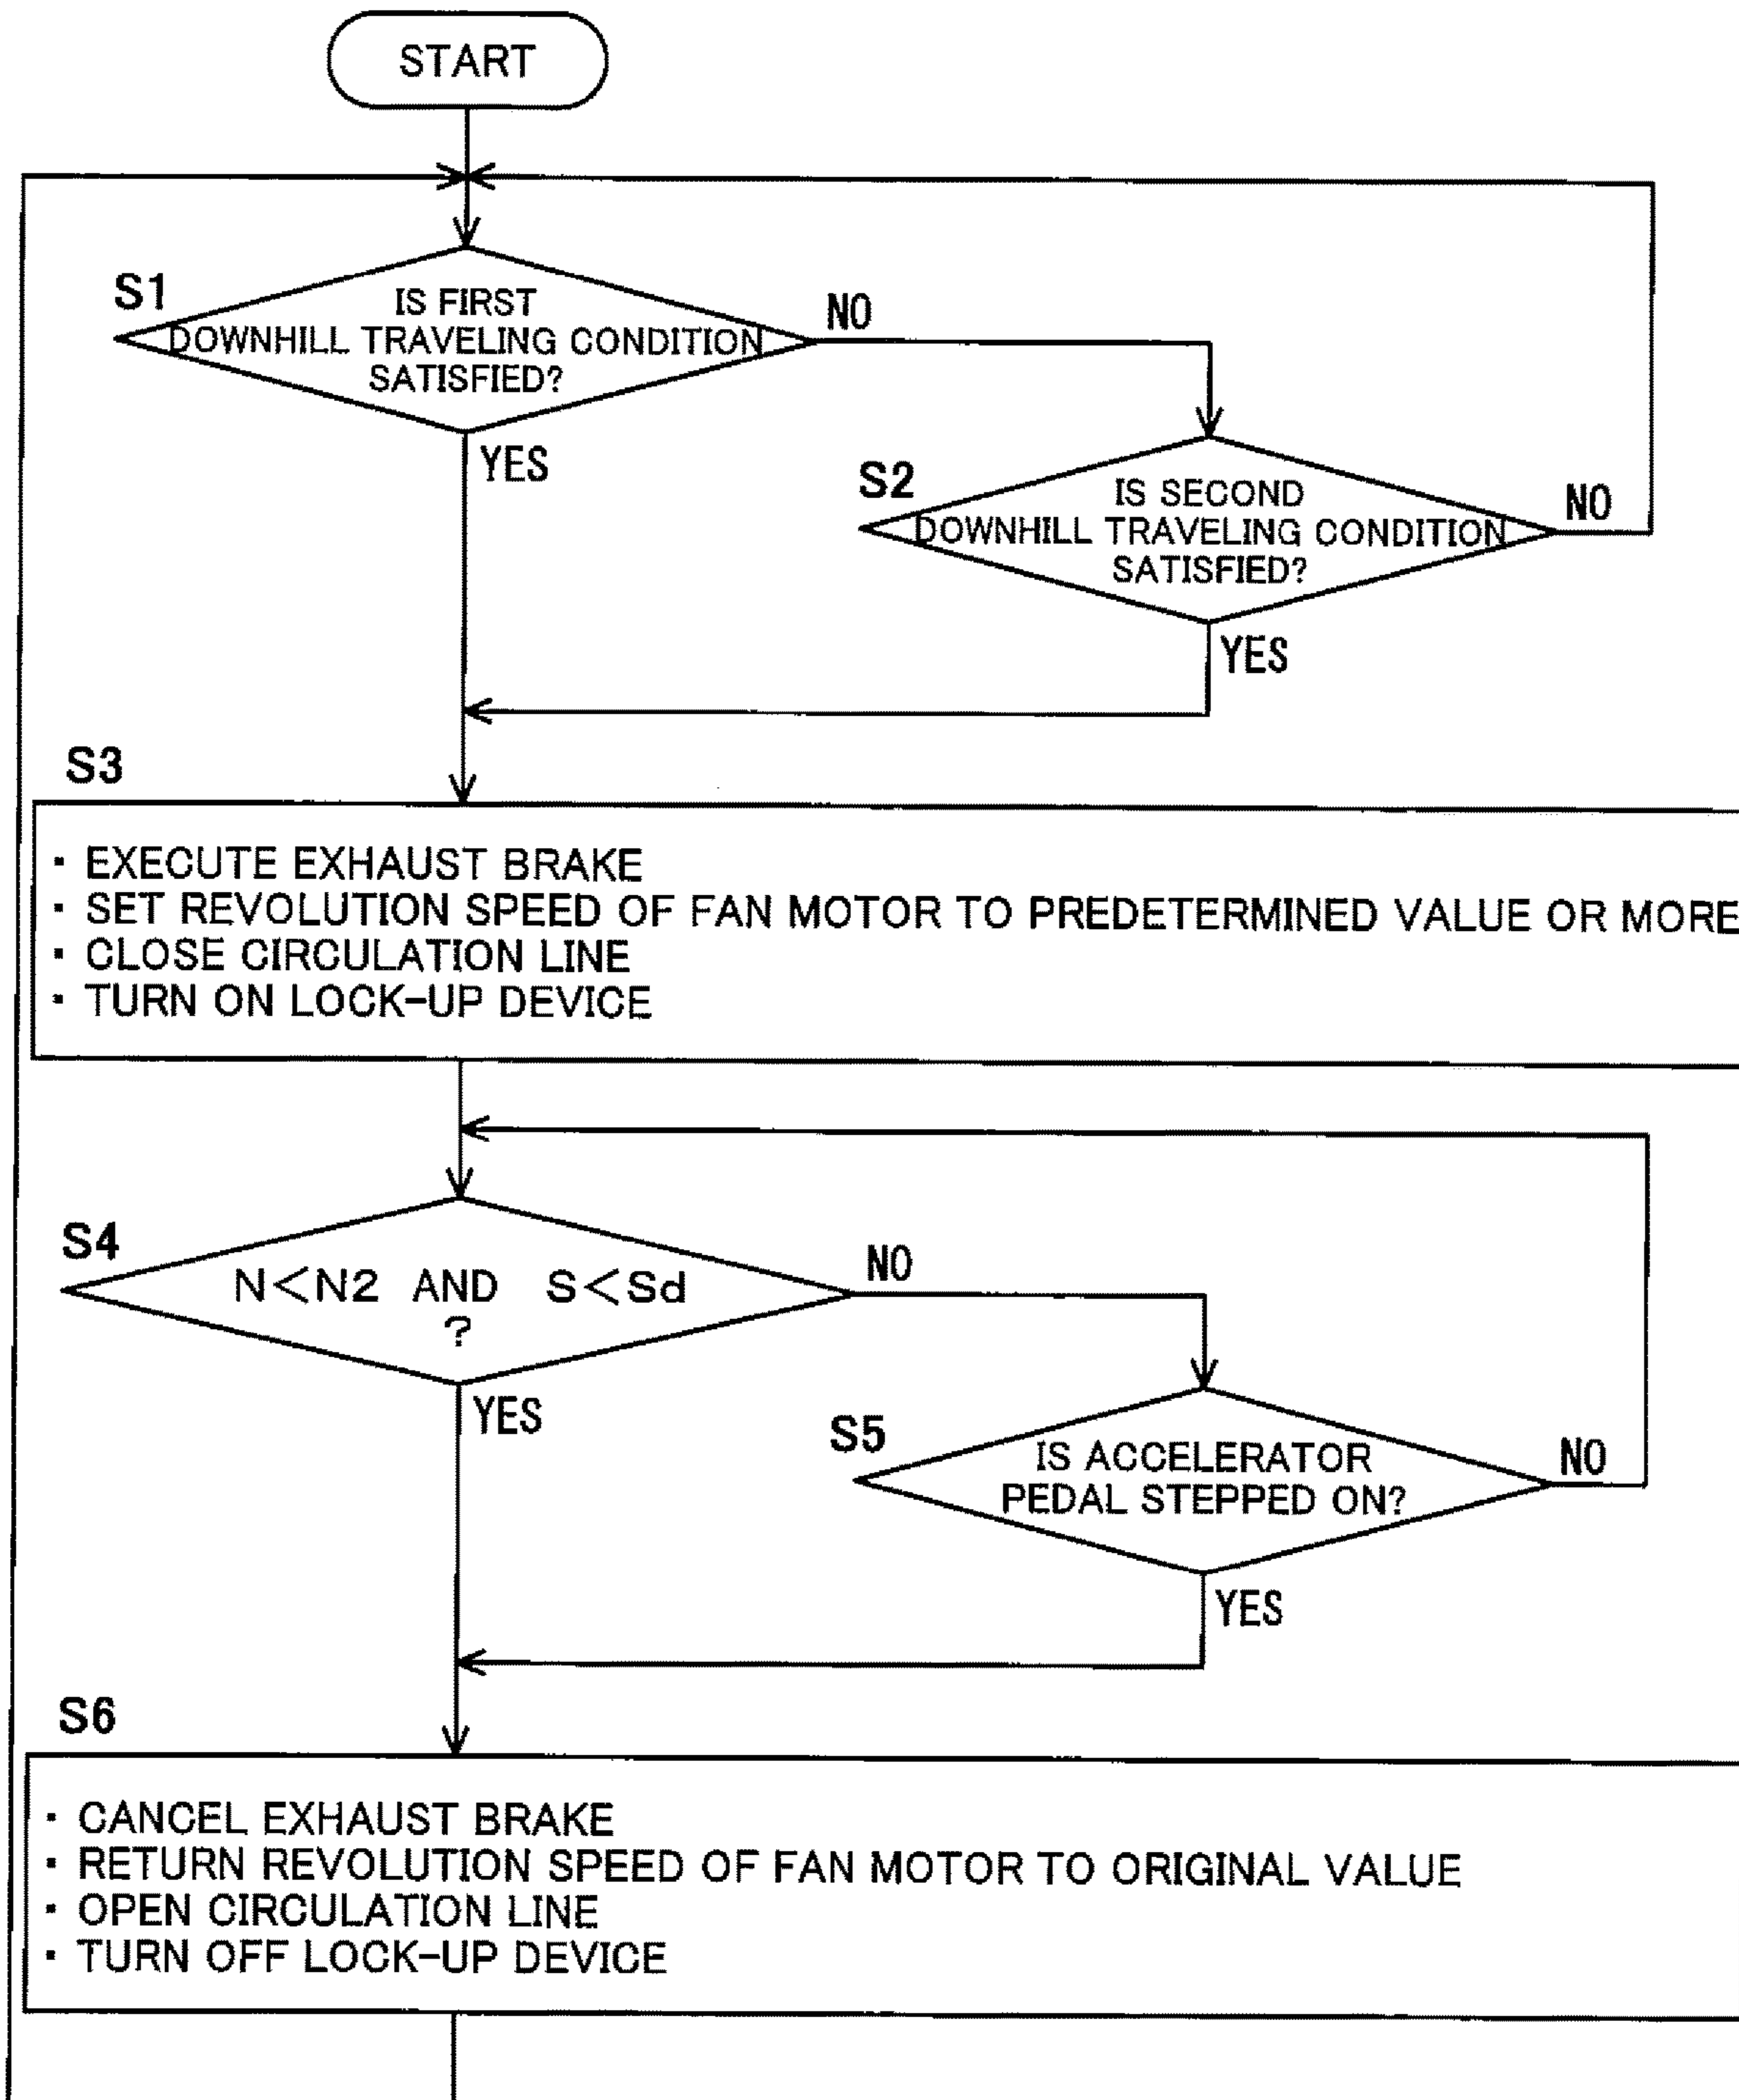 START
S1
IS FIRST
DOWNHILL TRAVELING CONDITION
SATISFIED?
NO
YES
S2
IS SECOND
DOWNHILL TRAVELING CONDITION
SATISFIED?
NO
YES
S3
・EXECUTE EXHAUST BRAKE
・SET REVOLUTION SPEED OF FAN MOTOR TO PREDETERMINED VALUE OR MORE
・CLOSE CIRCULATION LINE
・TURN ON LOCK-UP DEVICE
S4
N<N2 AND S<Sd
?
NO
YES
S5
IS ACCELERATOR
PEDAL STEPPED ON?
NO
YES
S6
・CANCEL EXHAUST BRAKE
・RETURN REVOLUTION SPEED OF FAN MOTOR TO ORIGINAL VALUE
・OPEN CIRCULATION LINE
・TURN OFF LOCK-UP DEVICE